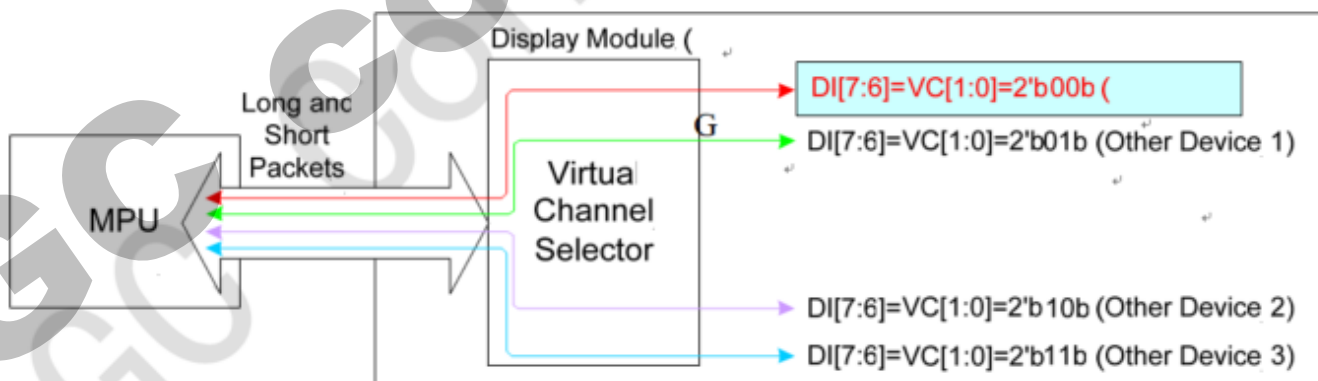 Display Module (
Long and
Short
Packets
MPU
Virtual
Channel
Selector
G
DI[7:6]=VC[1:0]=2'b00b (
DI[7:6]=VC[1:0]=2'b01b (Other Device 1)
DI[7:6]=VC[1:0]=2'b10b (Other Device 2)
DI[7:6]=VC[1:0]=2'b11b (Other Device 3)